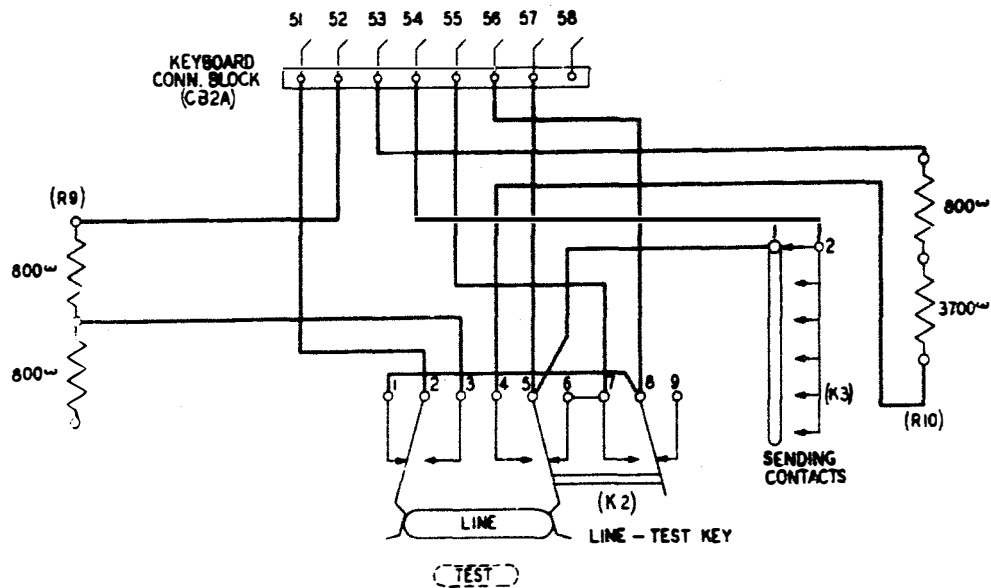 51 52 53 54 55 56 57 58
KEYBOARD
CONN. BLOCK
(CB2A)
(R9)
800ω
800ω
800ω
3700ω
(R10)
2
(K3)
SENDING
CONTACTS
1 2 3 4 5 6 7 8 9
(K2)
LINE
LINE - TEST KEY
TEST